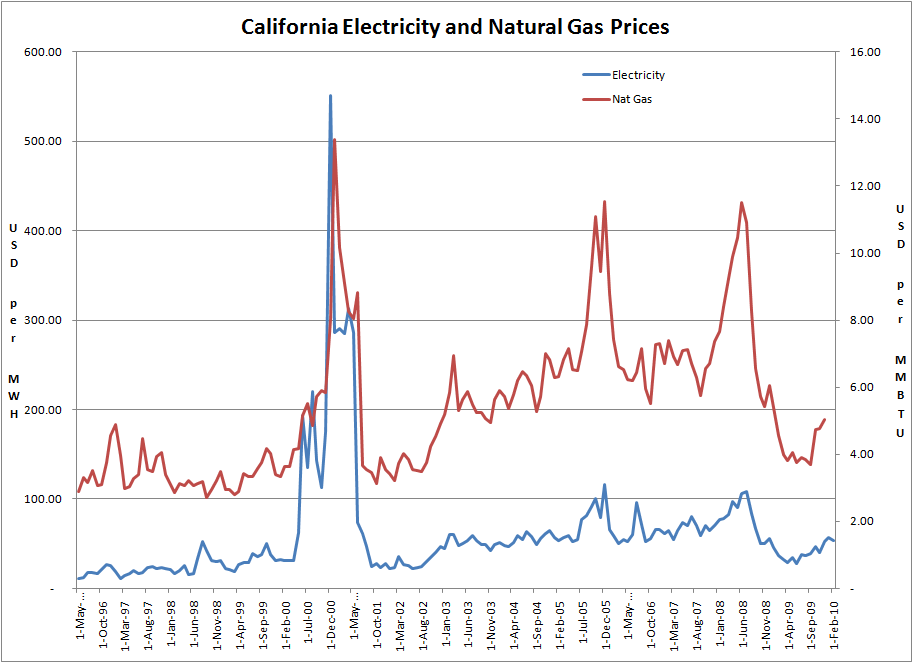 California Electricity and Natural Gas Prices
Electricity
Nat Gas
600.00
500.00
400.00
300.00
200.00
100.00
-
16.00
14.00
12.00
10.00
8.00
6.00
4.00
2.00
-
USD per MWH
USD per MMBTU
1-May-...
1-Oct-96
1-Mar-97
1-Aug-97
1-Jan-98
1-Jun-98
1-Nov-98
1-Apr-99
1-Sep-99
1-Feb-00
1-Jul-00
1-Dec-00
1-May-...
1-Oct-01
1-Mar-02
1-Aug-02
1-Jan-03
1-Jun-03
1-Nov-03
1-Apr-04
1-Sep-04
1-Feb-05
1-Jul-05
1-Dec-05
1-May-...
1-Oct-06
1-Mar-07
1-Aug-07
1-Jan-08
1-Jun-08
1-Nov-08
1-Apr-09
1-Sep-09
1-Feb-10